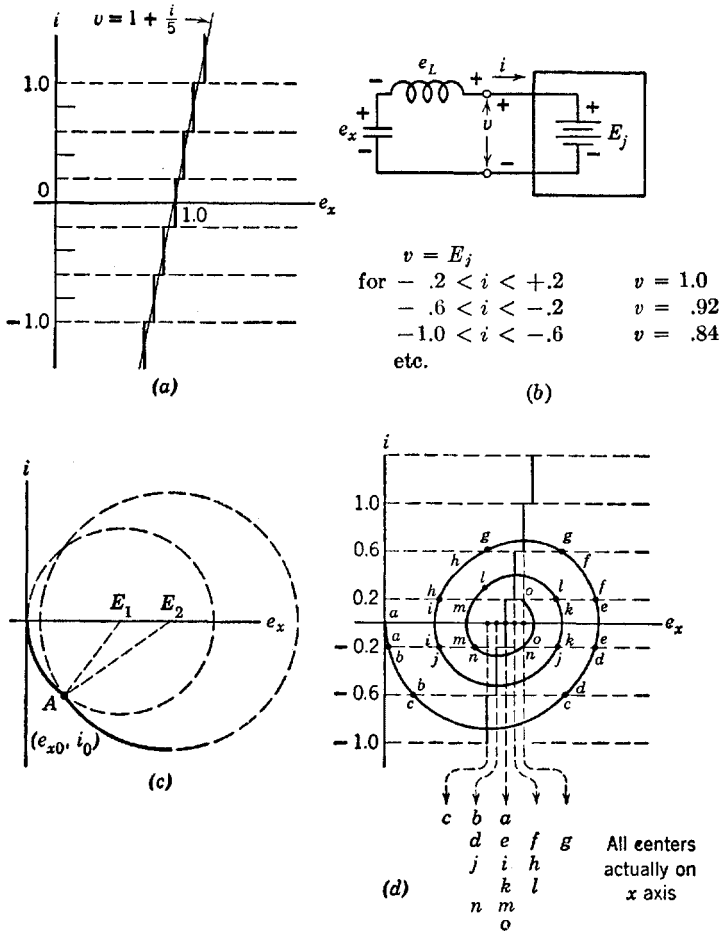 i
v = 1 + i/5
1.0
0
1.0
e_x
− 1.0
(a)
e_L
−
+
i
+
+
e_x
v
E_j
−
−
−
+
v = E_j
for − .2 < i < +.2 v = 1.0
− .6 < i < −.2 v = .92
−1.0 < i < −.6 v = .84
etc.
(b)
i
E_1 E_2
e_x
A
(e_x0, i_0)
(c)
i
1.0
g g
0.6
h f
l l
h f
0.2
o
i m k e
a
e_x
a i m o k e
− 0.2
b j n n j d
b d
− 0.6
c c
− 1.0
c b a
d e f g
j i h
k l
n m
o
All centers
actually on
x axis
(d)